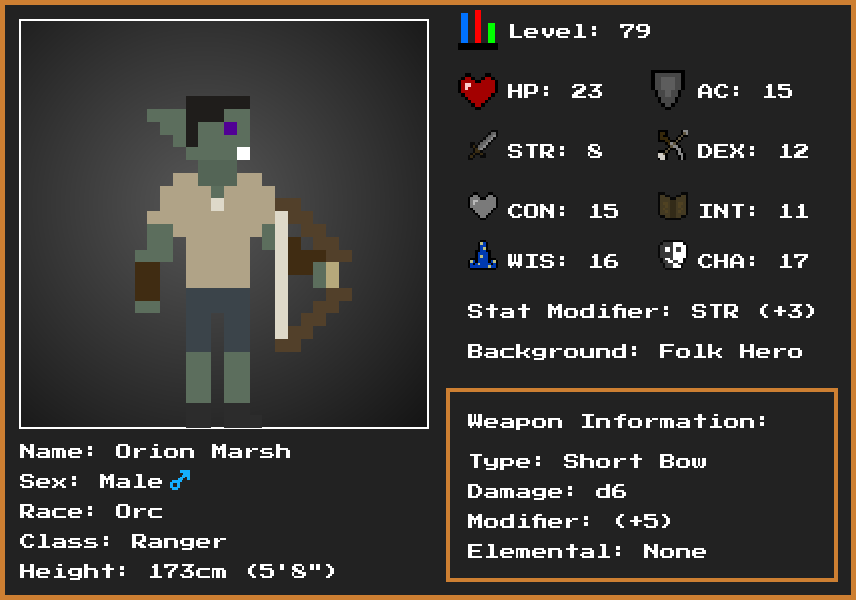 Level: 79
HP: 23
AC: 15
STR: 8
DEX: 12
CON: 15
INT: 11
WIS: 16
CHA: 17
Stat Modifier: STR (+3)
Background: Folk Hero
Weapon Information:
Type: Short Bow
Damage: d6
Modifier: (+5)
Elemental: None
Name: Orion Marsh
Sex: Male♂
Race: Orc
Class: Ranger
Height: 173cm (5'8")